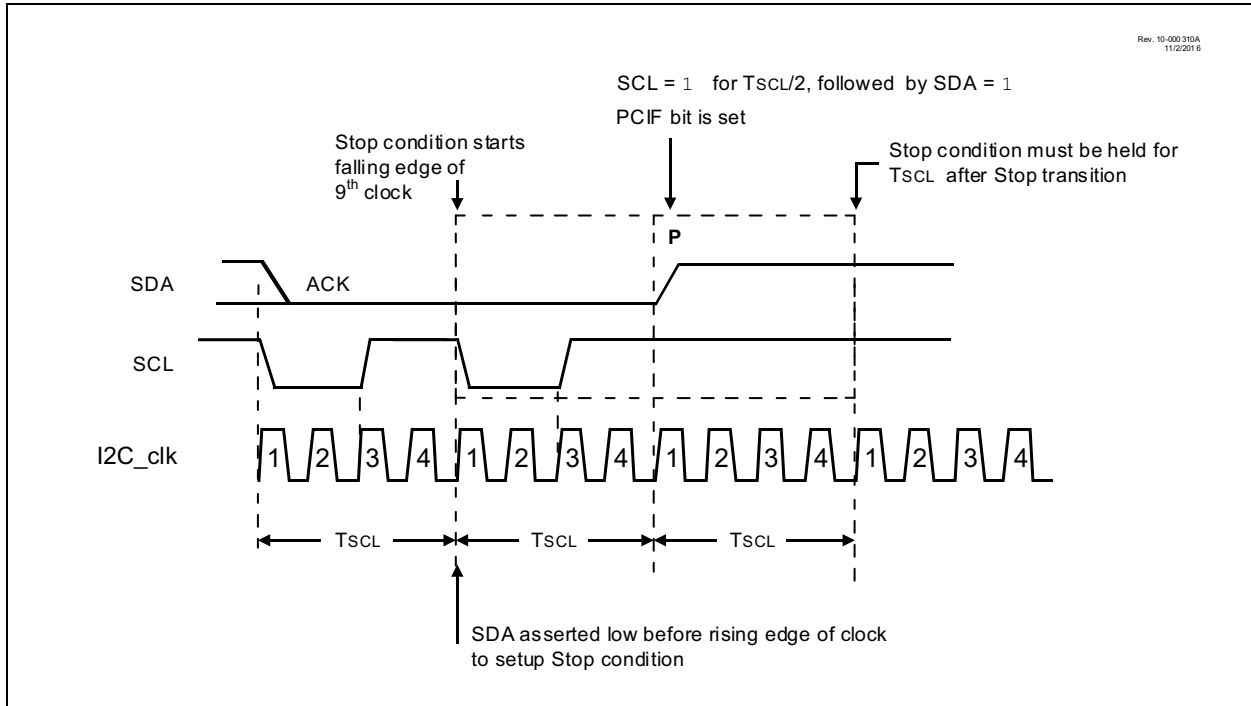 Rev. 10-000310A
11/2/2016
SCL = 1 for TSCL/2, followed by SDA = 1
PCIF bit is set
Stop condition starts
falling edge of
9th clock
Stop condition must be held for
TSCL after Stop transition
P
SDA
ACK
SCL
I2C_clk
1 2 3 4 1 2 3 4 1 2 3 4 1 2 3 4
TSCL TSCL TSCL
SDA asserted low before rising edge of clock
to setup Stop condition